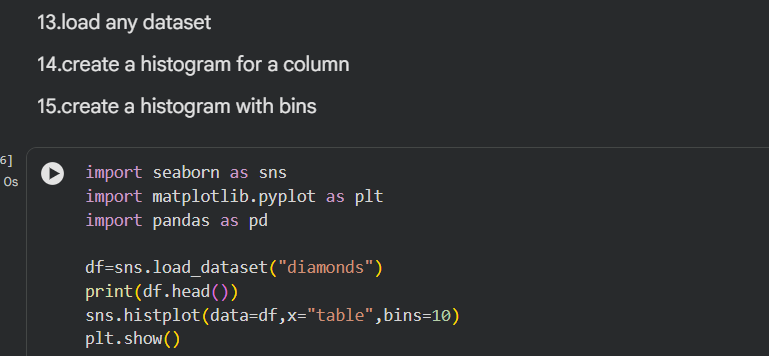 13.load any dataset
14.create a histogram for a column
15.create a histogram with bins
6]
0s
import seaborn as sns
import matplotlib.pyplot as plt
import pandas as pd
df=sns.load_dataset("diamonds")
print(df.head())
sns.histplot(data=df,x="table",bins=10)
plt.show()